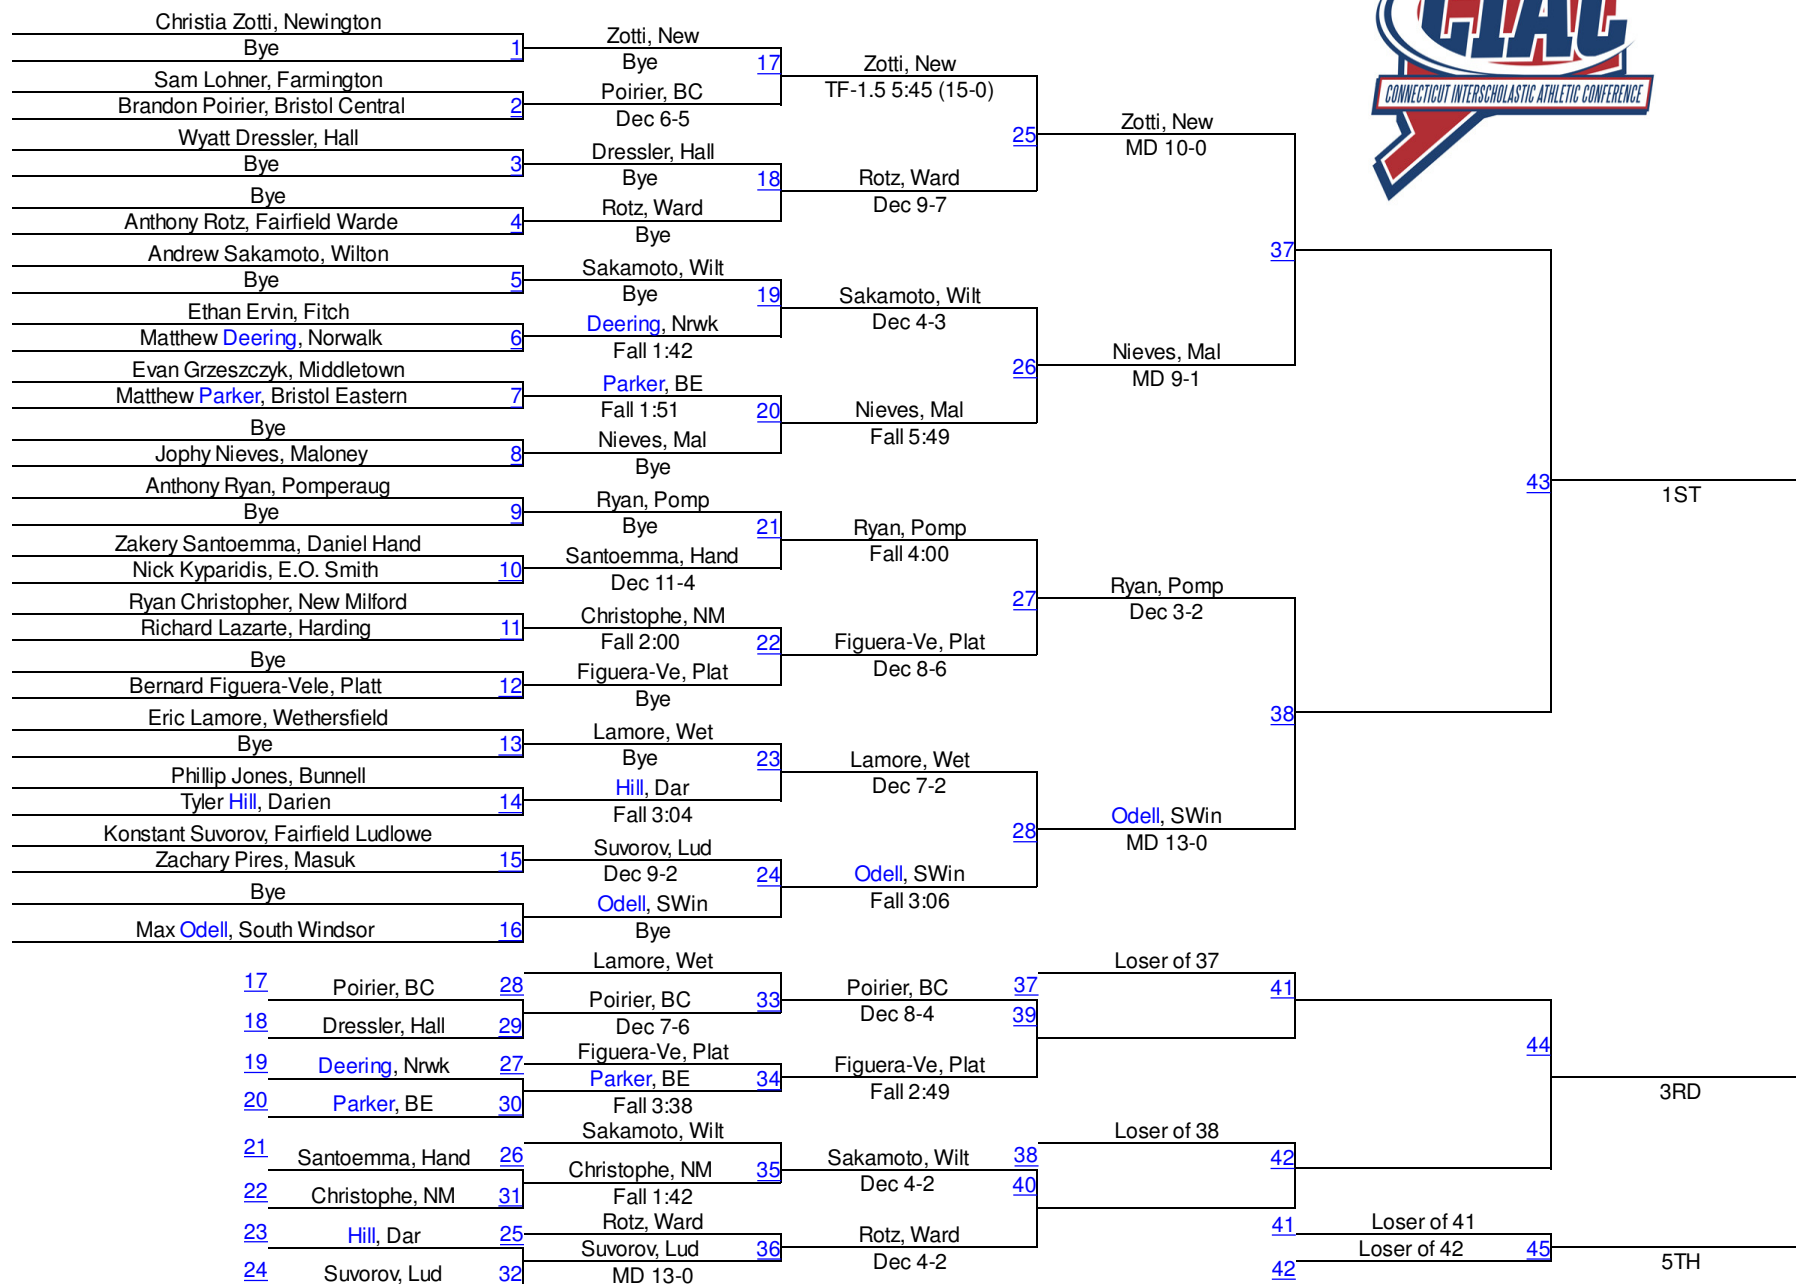 Christia Zotti, Newington
Bye
1
Sam Lohner, Farmington
Brandon Poirier, Bristol Central
2
Wyatt Dressler, Hall
Bye
3
Bye
Anthony Rotz, Fairfield Warde
4
Andrew Sakamoto, Wilton
Bye
5
Ethan Ervin, Fitch
Matthew Deering, Norwalk
6
Evan Grzeszczyk, Middletown
Matthew Parker, Bristol Eastern
7
Bye
Jophy Nieves, Maloney
8
Anthony Ryan, Pomperaug
Bye
9
Zakery Santoemma, Daniel Hand
Nick Kyparidis, E.O. Smith
10
Ryan Christopher, New Milford
Richard Lazarte, Harding
11
Bye
Bernard Figuera-Vele, Platt
12
Eric Lamore, Wethersfield
Bye
13
Phillip Jones, Bunnell
Tyler Hill, Darien
14
Konstant Suvorov, Fairfield Ludlowe
Zachary Pires, Masuk
15
Bye
Max Odell, South Windsor
16
Zotti, New
Bye
17
Poirier, BC
Dec 6-5
Dressler, Hall
Bye
18
Rotz, Ward
Bye
Sakamoto, Wilt
Bye
19
Deering, Nrwk
Fall 1:42
Parker, BE
Fall 1:51
20
Nieves, Mal
Bye
Ryan, Pomp
Bye
21
Santoemma, Hand
Dec 11-4
Christophe, NM
Fall 2:00
22
Figuera-Ve, Plat
Bye
Lamore, Wet
Bye
23
Hill, Dar
Fall 3:04
Suvorov, Lud
Dec 9-2
24
Odell, SWin
Bye
Zotti, New
TF-1.5 5:45 (15-0)
25
Rotz, Ward
Dec 9-7
Sakamoto, Wilt
Dec 4-3
26
Nieves, Mal
Fall 5:49
Ryan, Pomp
Fall 4:00
27
Figuera-Ve, Plat
Dec 8-6
Lamore, Wet
Dec 7-2
28
Odell, SWin
Fall 3:06
Zotti, New
MD 10-0
37
Nieves, Mal
MD 9-1
Ryan, Pomp
Dec 3-2
38
Odell, SWin
MD 13-0
43
1ST
CIAC
CONNECTICUT INTERSCHOLASTIC ATHLETIC CONFERENCE
17
Poirier, BC
28
18
Dressler, Hall
29
19
Deering, Nrwk
27
20
Parker, BE
30
21
Santoemma, Hand
26
22
Christophe, NM
31
23
Hill, Dar
25
24
Suvorov, Lud
32
Lamore, Wet
Poirier, BC
33
Dec 7-6
Figuera-Ve, Plat
Parker, BE
34
Fall 3:38
Sakamoto, Wilt
Christophe, NM
35
Fall 1:42
Rotz, Ward
Suvorov, Lud
36
MD 13-0
Poirier, BC
37
Dec 8-4
39
Figuera-Ve, Plat
Fall 2:49
Sakamoto, Wilt
38
Dec 4-2
40
Rotz, Ward
Dec 4-2
Loser of 37
41
Loser of 38
42
44
3RD
41
Loser of 41
Loser of 42
45
42
5TH